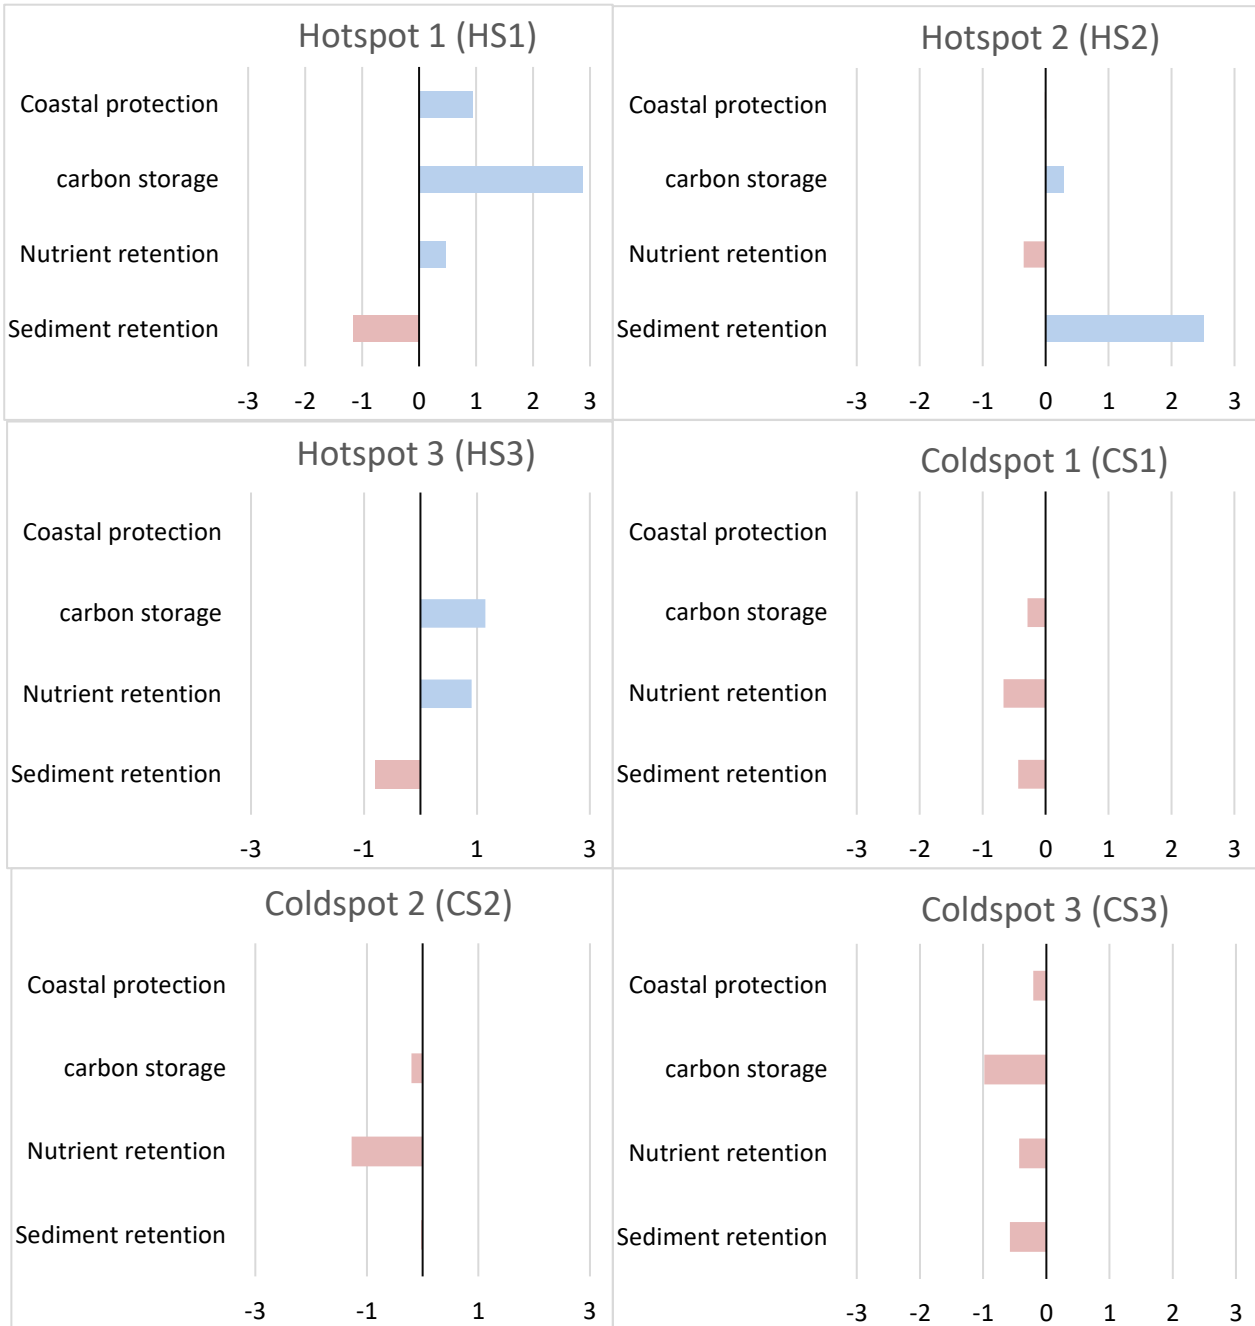 Hotspot 1 (HS1)
Coastal protection
carbon storage
Nutrient retention
Sediment retention
-3 -2 -1 0 1 2 3
Hotspot 2 (HS2)
Coastal protection
carbon storage
Nutrient retention
Sediment retention
-3 -2 -1 0 1 2 3
Hotspot 3 (HS3)
Coastal protection
carbon storage
Nutrient retention
Sediment retention
-3 -1 1 3
Coldspot 1 (CS1)
Coastal protection
carbon storage
Nutrient retention
Sediment retention
-3 -2 -1 0 1 2 3
Coldspot 2 (CS2)
Coastal protection
carbon storage
Nutrient retention
Sediment retention
-3 -1 1 3
Coldspot 3 (CS3)
Coastal protection
carbon storage
Nutrient retention
Sediment retention
-3 -2 -1 0 1 2 3